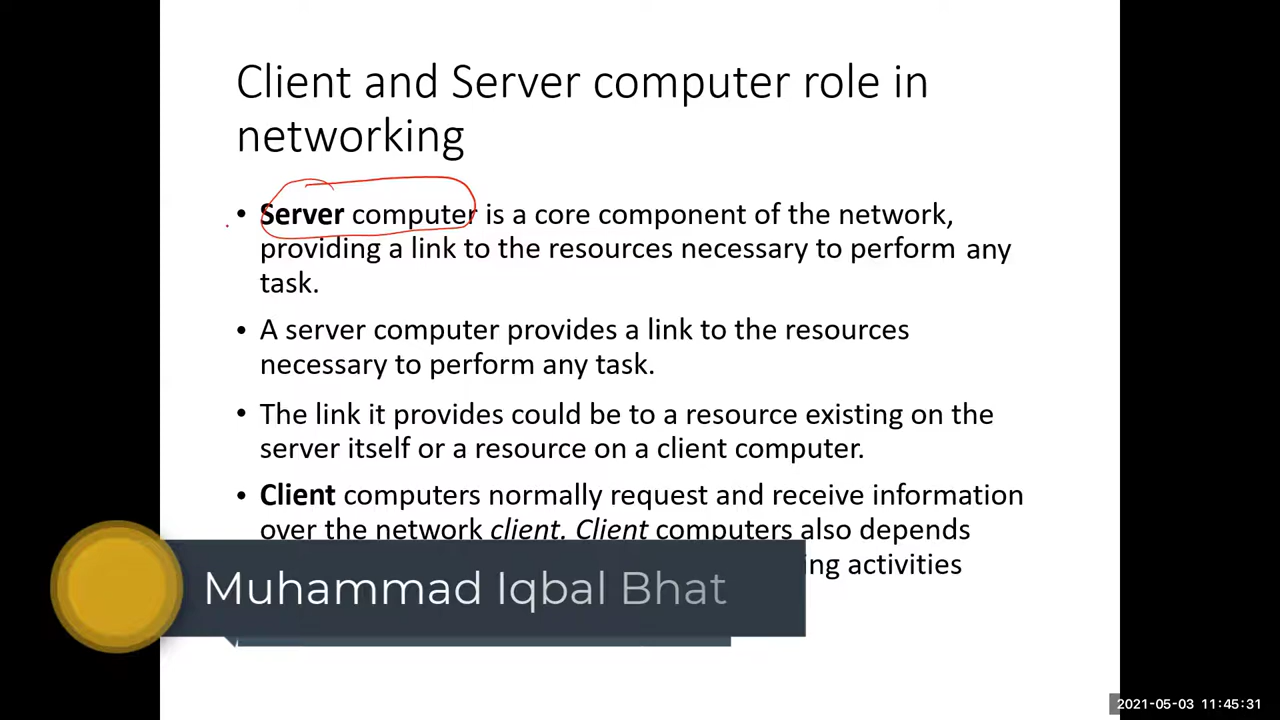 Client and Server computer role in
networking
• Server computer is a core component of the network,
providing a link to the resources necessary to perform any
task.
• A server computer provides a link to the resources
necessary to perform any task.
• The link it provides could be to a resource existing on the
server itself or a resource on a client computer.
• Client computers normally request and receive information
over the network client. Client computers also depends
ing activities
Muhammad Iqbal Bhat
2021-05-03 11:45:31